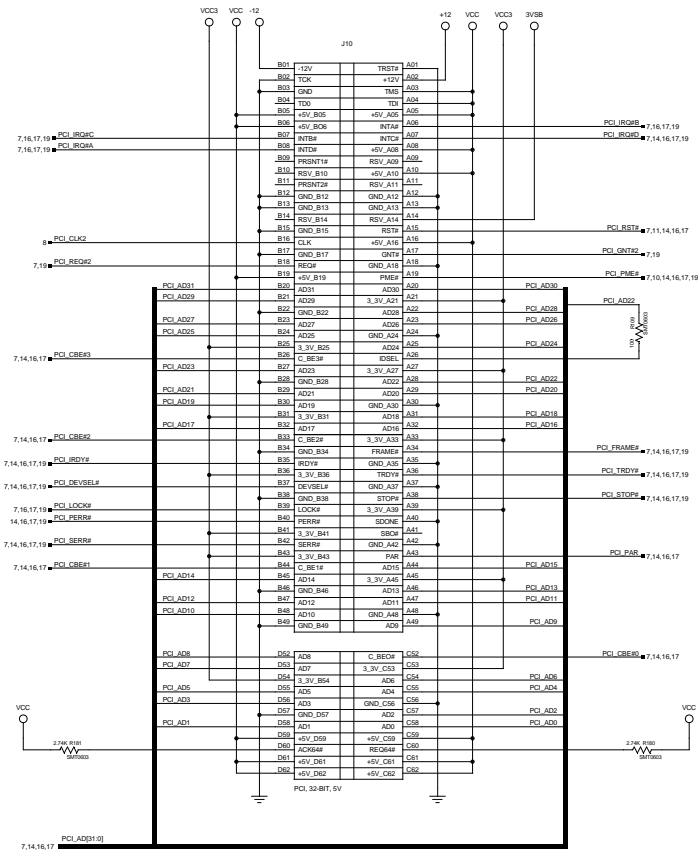 VCC3 VCC -12 +12 VCC VCC3 3VSB
J10
B01 -12V TRST# A01
B02 TCK +12V A02
B03 GND TMS A03
B04 TD0 TDI A04
B05 +5V_B05 +5V_A05 A05
B06 +5V_BO6 INTA# A06 PCI_IRQ#B 7,16,17,19
7,16,17,19 PCI_IRQ#C B07 INTB# INTC# A07 PCI_IRQ#D 7,14,16,17,19
7,16,17,19 PCI_IRQ#A B08 INTD# +5V_A08 A08
B09 PRSNT1# RSV_A09 A09
B10 RSV_B10 +5V_A10 A10
B11 PRSNT2# RSV_A11 A11
B12 GND_B12 GND_A12 A12
B13 GND_B13 GND_A13 A13
B14 RSV_B14 RSV_A14 A14
B15 GND_B15 RST# A15 PCI_RST# 7,11,14,16,17
8 PCI_CLK2 B16 CLK +5V_A16 A16
B17 GND_B17 GNT# A17 PCI_GNT#2 7,19
7,19 PCI_REQ#2 B18 REQ# GND_A18 A18
B19 +5V_B19 PME# A19 PCI_PME# 7,10,14,16,17,19
PCI_AD31 B20 AD31 AD30 A20 PCI_AD30
PCI_AD29 B21 AD29 3_3V_A21 A21 PCI_AD22
B22 GND_B22 AD28 A22 PCI_AD28
PCI_AD27 B23 AD27 AD26 A23 PCI_AD26
PCI_AD25 B24 AD25 GND_A24 A24
100 R109 SMT0603
B25 3_3V_B25 AD24 A25 PCI_AD24
7,14,16,17 PCI_CBE#3 B26 C_BE3# IDSEL A26
PCI_AD23 B27 AD23 3_3V_A27 A27
B28 GND_B28 AD22 A28 PCI_AD22
PCI_AD21 B29 AD21 AD20 A29 PCI_AD20
PCI_AD19 B30 AD19 GND_A30 A30
B31 3_3V_B31 AD18 A31 PCI_AD18
PCI_AD17 B32 AD17 AD16 A32 PCI_AD16
7,14,16,17 PCI_CBE#2 B33 C_BE2# 3_3V_A33 A33
B34 GND_B34 FRAME# A34 PCI_FRAME# 7,14,16,17,19
7,14,16,17,19 PCI_IRDY# B35 IRDY# GND_A35 A35
B36 3_3V_B36 TRDY# A36 PCI_TRDY# 7,14,16,17,19
7,14,16,17,19 PCI_DEVSEL# B37 DEVSEL# GND_A37 A37
B38 GND_B38 STOP# A38 PCI_STOP# 7,14,16,17,19
7,16,17,19 PCI_LOCK# B39 LOCK# 3_3V_A39 A39
14,16,17,19 PCI_PERR# B40 PERR# SDONE A40
B41 3_3V_B41 SBO# A41
7,14,16,17,19 PCI_SERR# B42 SERR# GND_A42 A42
B43 3_3V_B43 PAR A43 PCI_PAR 7,14,16,17
7,14,16,17 PCI_CBE#1 B44 C_BE1# AD15 A44 PCI_AD15
PCI_AD14 B45 AD14 3_3V_A45 A45
B46 GND_B46 AD13 A46 PCI_AD13
PCI_AD12 B47 AD12 AD11 A47 PCI_AD11
PCI_AD10 B48 AD10 GND_A48 A48
B49 GND_B49 AD9 A49 PCI_AD9
PCI_AD8 D52 AD8 C_BEO# C52 PCI_CBE#0 7,14,16,17
PCI_AD7 D53 AD7 3_3V_C53 C53
D54 3_3V_B54 AD6 C54 PCI_AD6
PCI_AD5 D55 AD5 AD4 C55 PCI_AD4
PCI_AD3 D56 AD3 GND_C56 C56
D57 GND_D57 AD2 C57 PCI_AD2
PCI_AD1 D58 AD1 AD0 C58 PCI_AD0
VCC VCC
D59 +5V_D59 +5V_C59 C59
2.74K R181 D60 ACK64# REQ64# C60 2.74K R180
SMT0603 SMT0603
D61 +5V_D61 +5V_C61 C61
D62 +5V_D62 +5V_C62 C62
PCI, 32-BIT, 5V
7,14,16,17 PCI_AD[31:0]